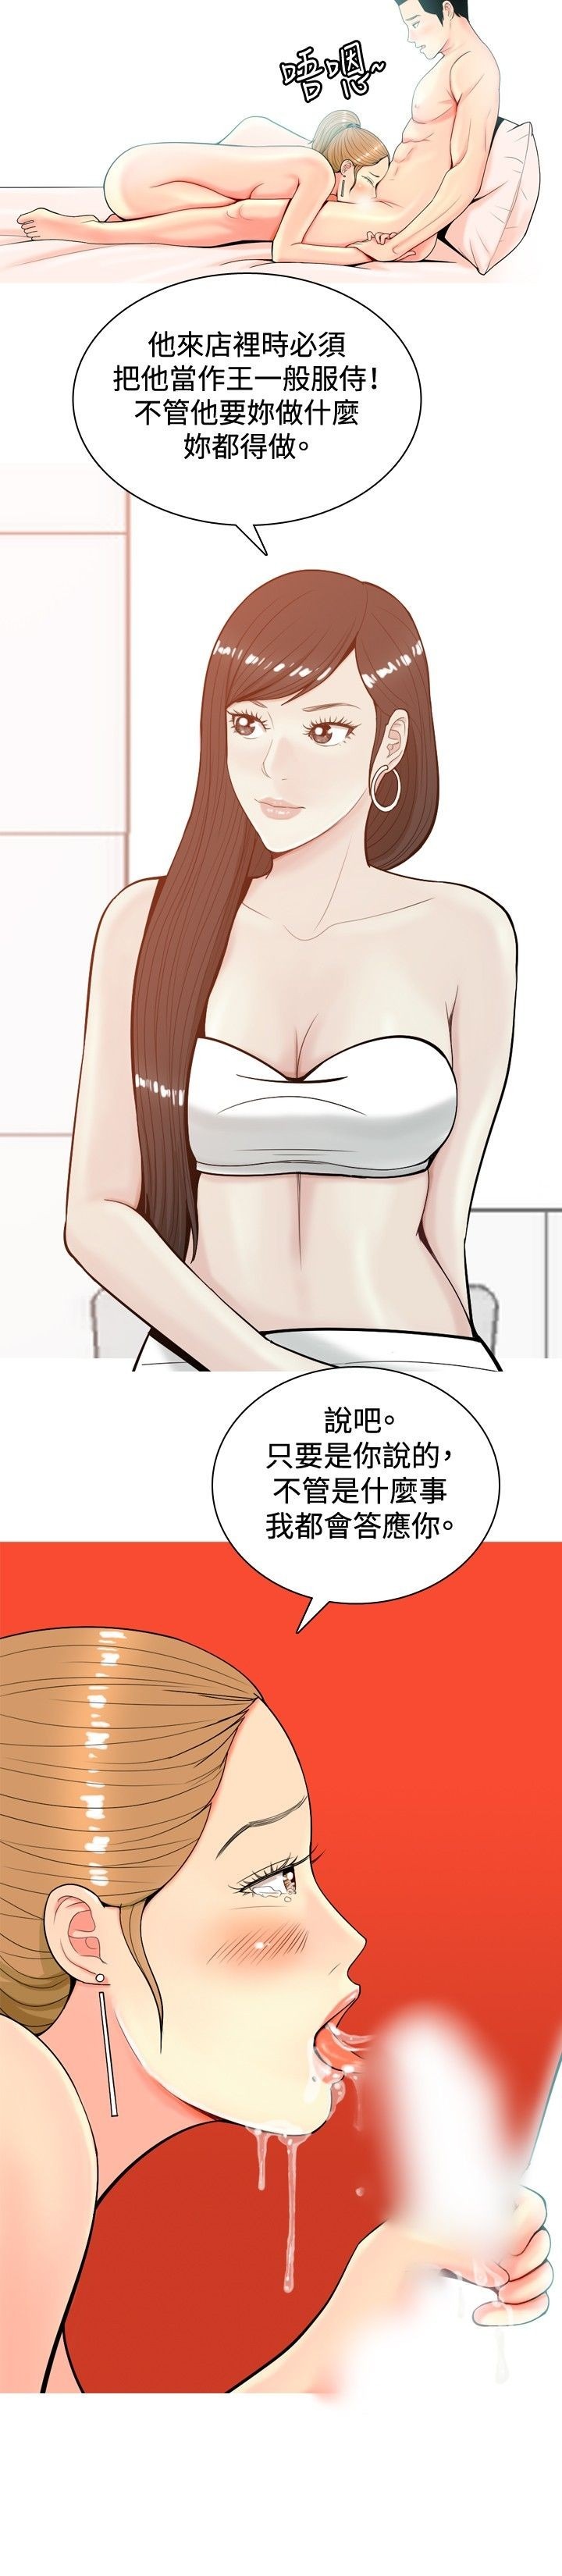 唔嗯~
他來店裡時必須
把他當作王一般服侍！
不管他要妳做什麼
妳都得做。
說吧。
只要是你說的，
不管是什麼事
我都會答應你。